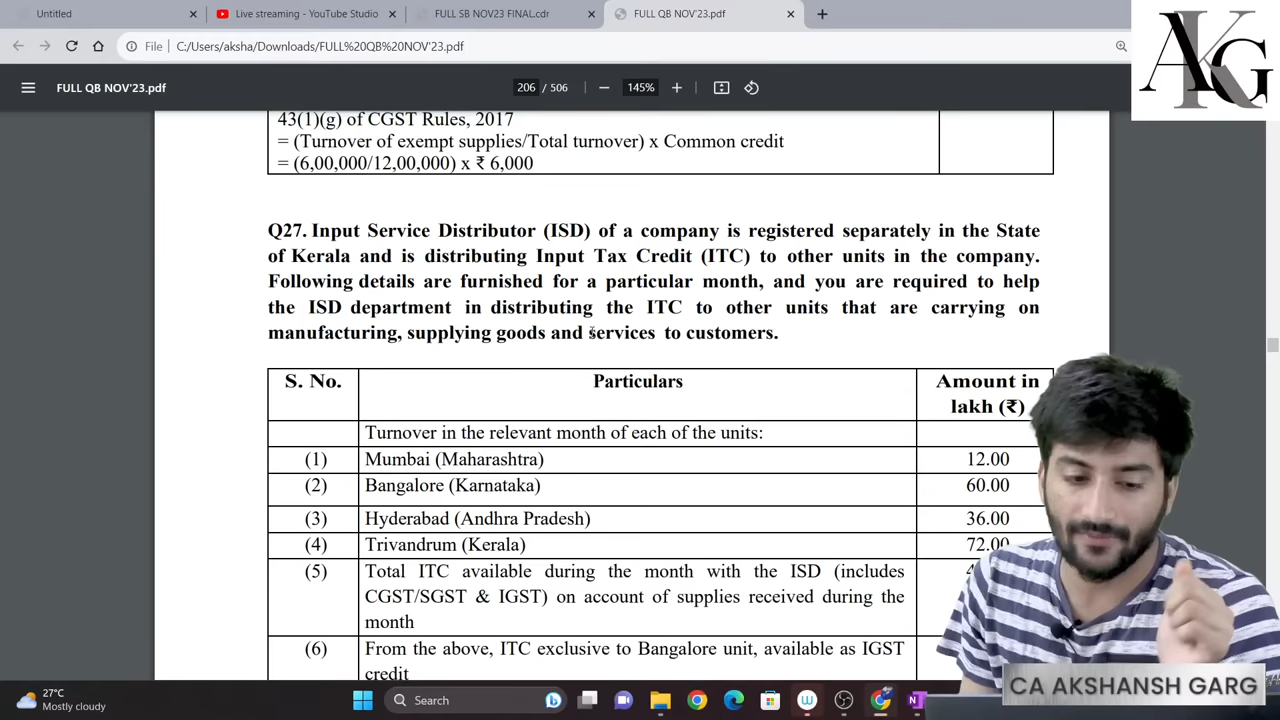 Untitled
Live streaming - YouTube Studio
FULL SB NOV23 FINAL.cdr
FULL QB NOV'23.pdf
File
C:/Users/aksha/Downloads/FULL%20QB%20NOV'23.pdf
AKG
FULL QB NOV'23.pdf
206 / 506
145%
43(1)(g) of CGST Rules, 2017
= (Turnover of exempt supplies/Total turnover) x Common credit
= (6,00,000/12,00,000) x ₹ 6,000
Q27. Input Service Distributor (ISD) of a company is registered separately in the State
of Kerala and is distributing Input Tax Credit (ITC) to other units in the company.
Following details are furnished for a particular month, and you are required to help
the ISD department in distributing the ITC to other units that are carrying on
manufacturing, supplying goods and services to customers.
S. No. Particulars Amount in
lakh (₹)
Turnover in the relevant month of each of the units:
(1) Mumbai (Maharashtra) 12.00
(2) Bangalore (Karnataka) 60.00
(3) Hyderabad (Andhra Pradesh) 36.00
(4) Trivandrum (Kerala) 72.00
(5) Total ITC available during the month with the ISD (includes
CGST/SGST & IGST) on account of supplies received during the
month
(6) From the above, ITC exclusive to Bangalore unit, available as IGST
credit
CA AKSHANSH GARG
27°C
Mostly cloudy
Search